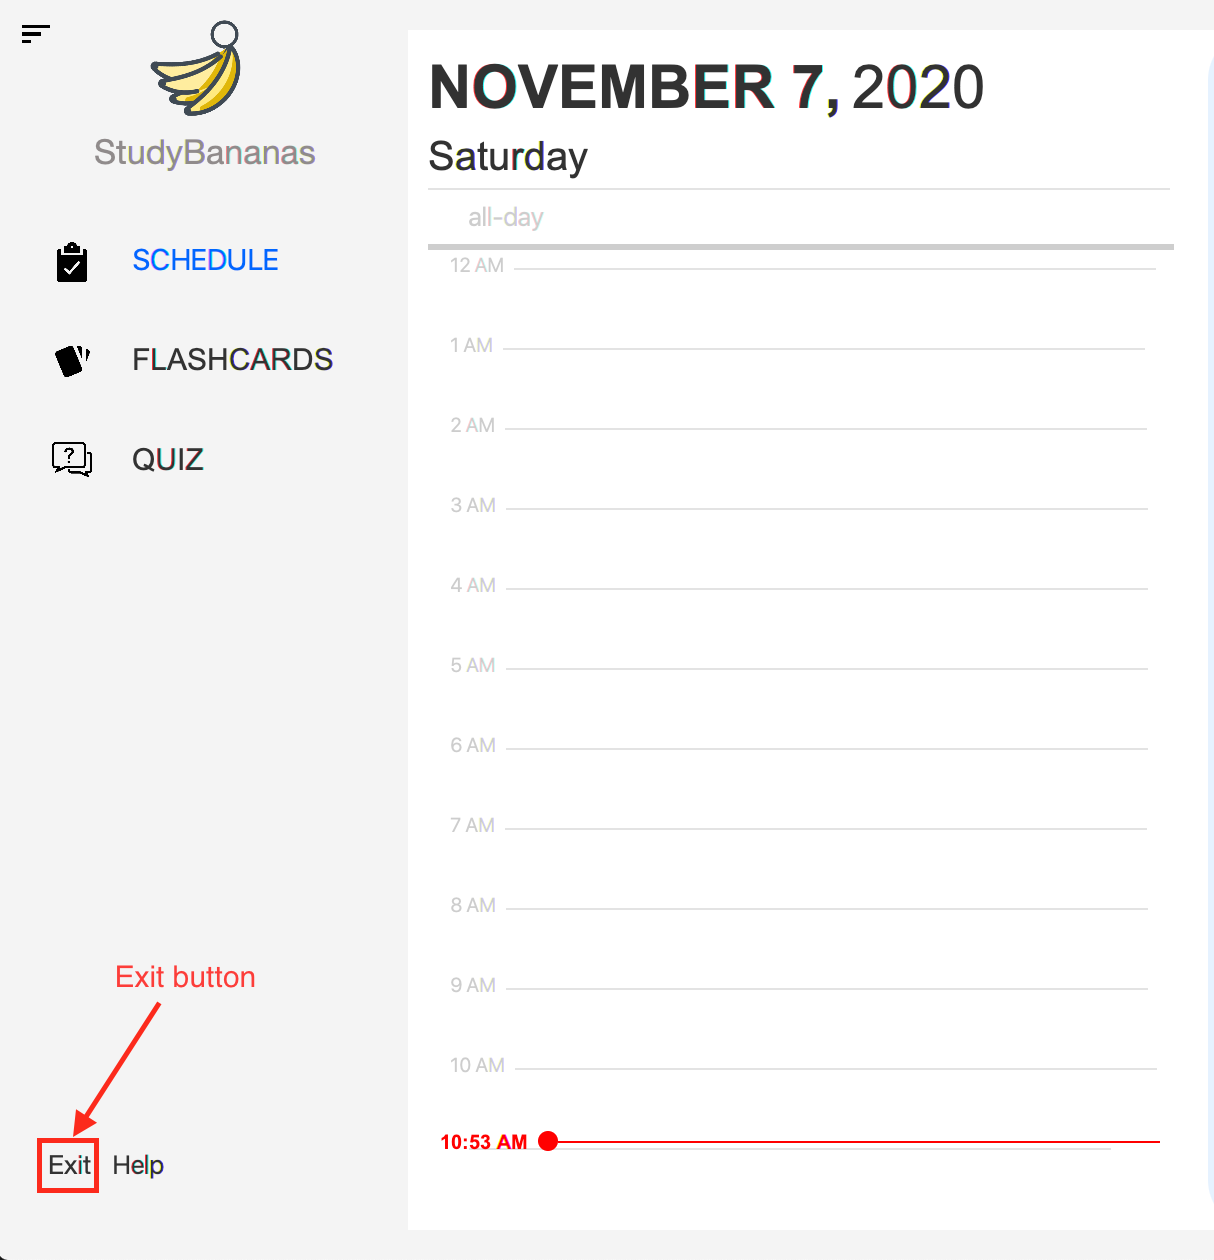 StudyBananas
SCHEDULE
FLASHCARDS
?
QUIZ
Exit button
Exit
Help
NOVEMBER 7, 2020
Saturday
all-day
12 AM
1 AM
2 AM
3 AM
4 AM
5 AM
6 AM
7 AM
8 AM
9 AM
10 AM
10:53 AM